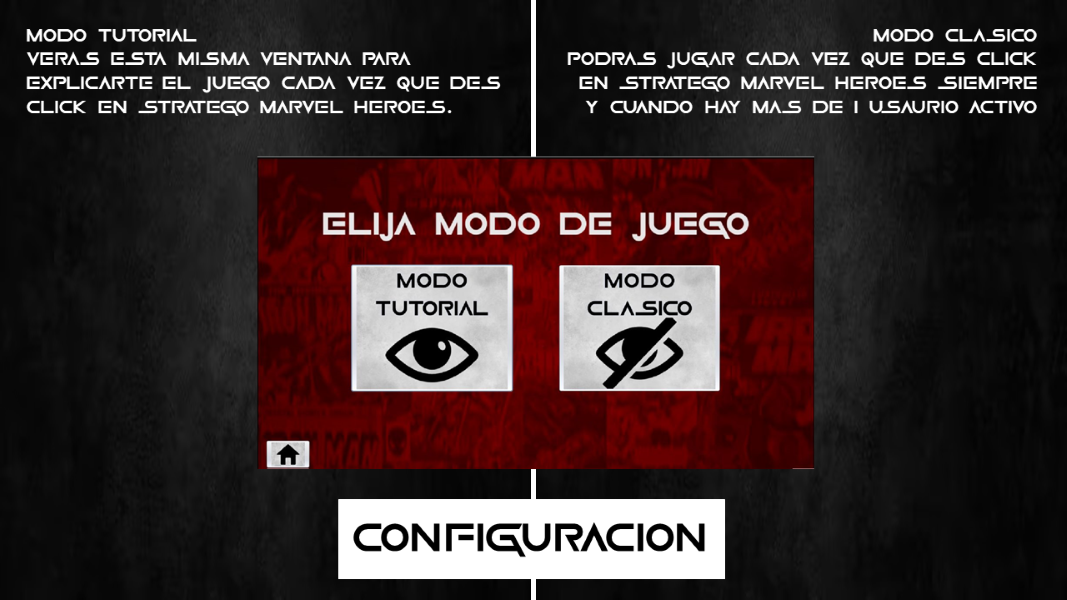 MODO TUTORIAL
VERAS ESTA MISMA VENTANA PARA
EXPLICARTE EL JUEGO CADA VEZ QUE DES
CLICK EN STRATEGO MARVEL HEROES.
MODO CLASICO
PODRAS JUGAR CADA VEZ QUE DES CLICK
EN STRATEGO MARVEL HEROES SIEMPRE
Y CUANDO HAY MAS DE 1 USAURIO ACTIVO
MAN
ELIJA MODO DE JUEGO
MODO
TUTORIAL
MODO
CLASICO
CONFIGURACION